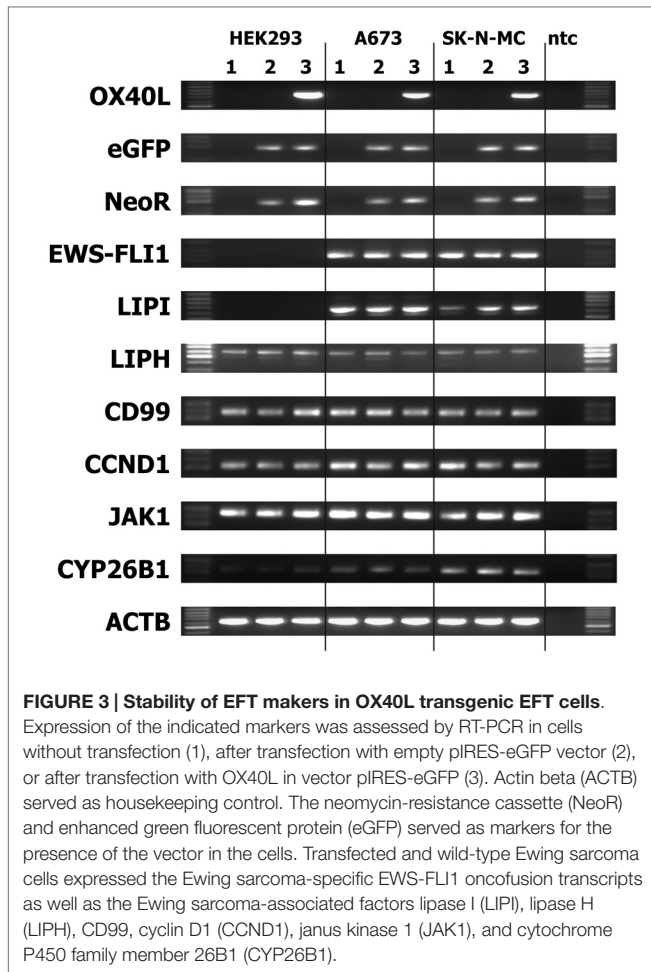 HEK293 A673 SK-N-MC ntc
1 2 3 1 2 3 1 2 3
OX40L
eGFP
NeoR
EWS-FLI1
LIPI
LIPH
CD99
CCND1
JAK1
CYP26B1
ACTB
FIGURE 3 | Stability of EFT makers in OX40L transgenic EFT cells.
Expression of the indicated markers was assessed by RT-PCR in cells
without transfection (1), after transfection with empty pIRES-eGFP vector (2),
or after transfection with OX40L in vector pIRES-eGFP (3). Actin beta (ACTB)
served as housekeeping control. The neomycin-resistance cassette (NeoR)
and enhanced green fluorescent protein (eGFP) served as markers for the
presence of the vector in the cells. Transfected and wild-type Ewing sarcoma
cells expressed the Ewing sarcoma-specific EWS-FLI1 oncofusion transcripts
as well as the Ewing sarcoma-associated factors lipase I (LIPI), lipase H
(LIPH), CD99, cyclin D1 (CCND1), janus kinase 1 (JAK1), and cytochrome
P450 family member 26B1 (CYP26B1).